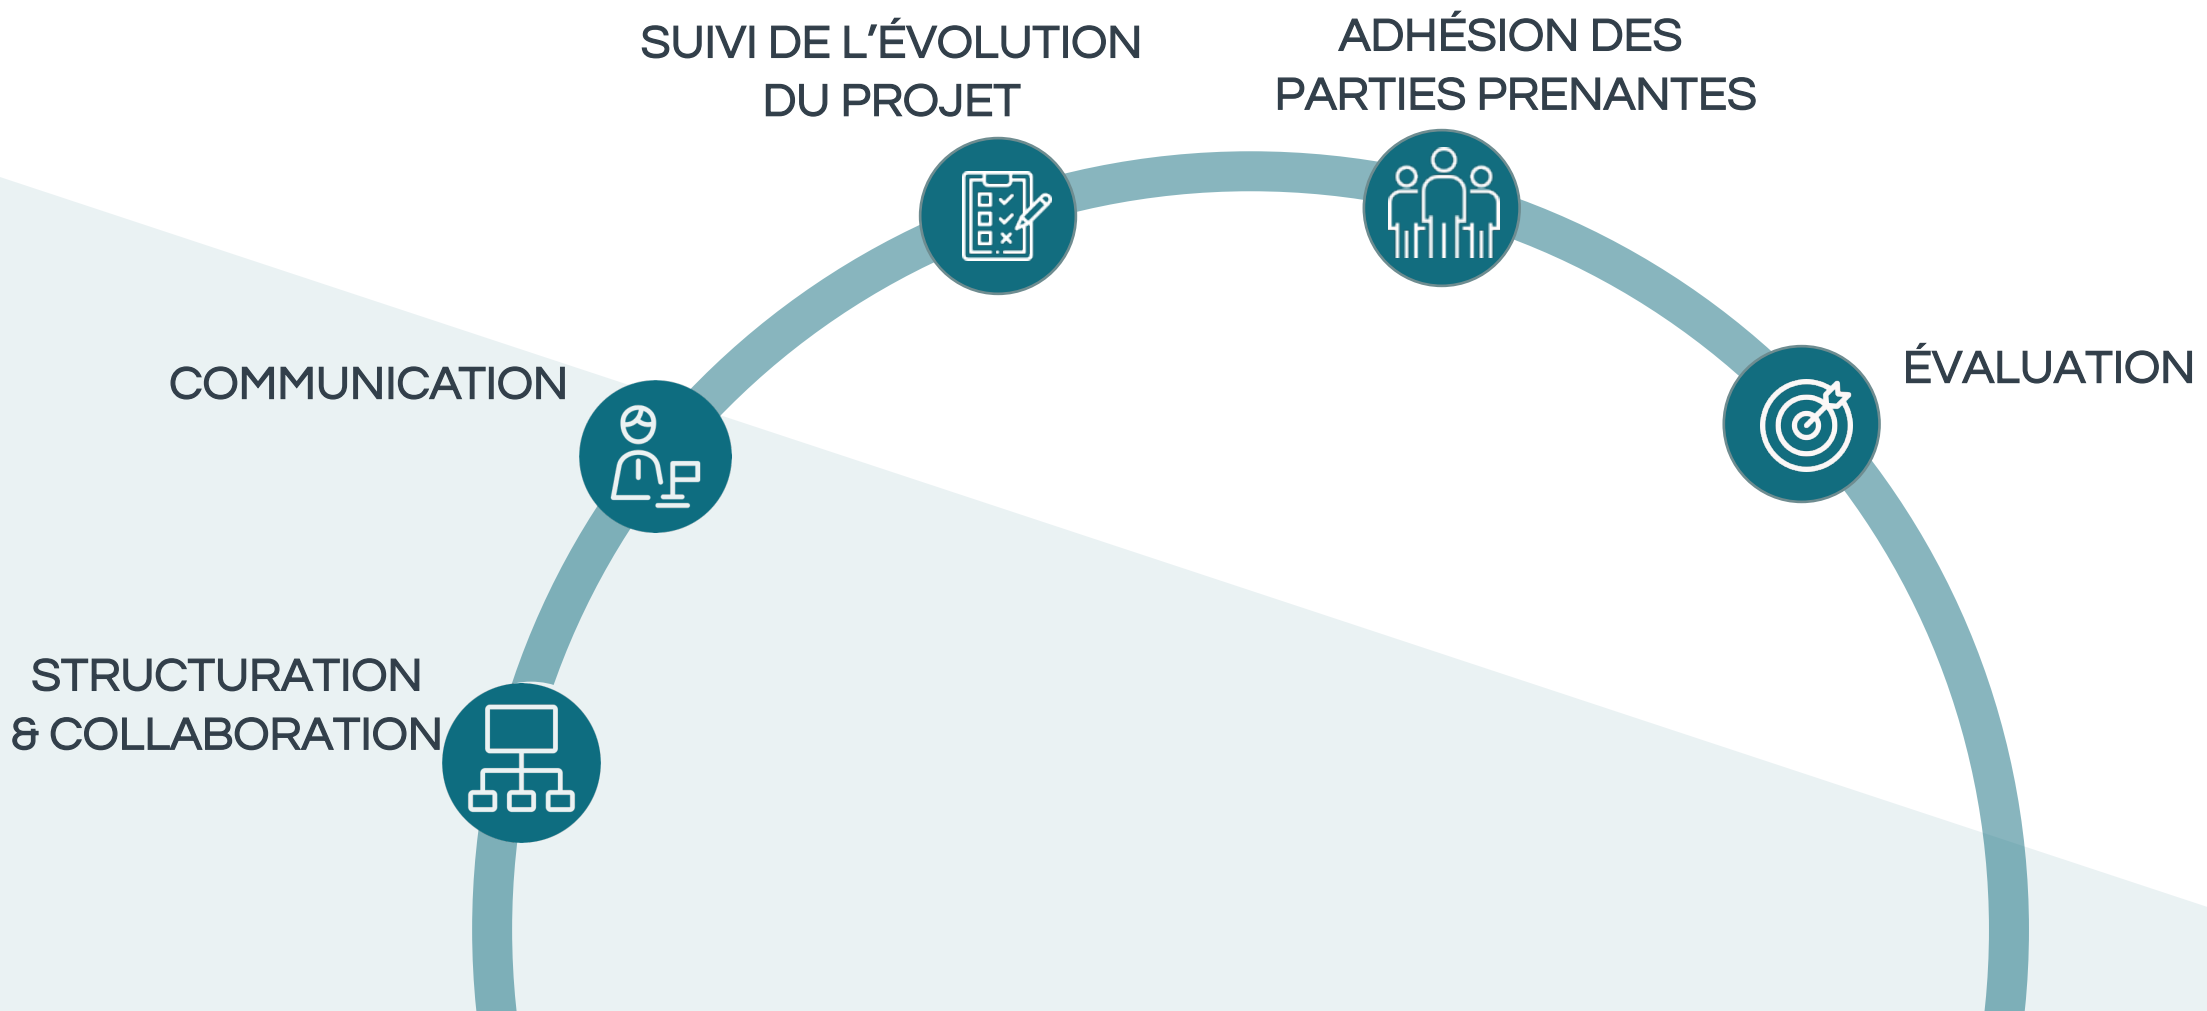 SUIVI DE L’ÉVOLUTION
DU PROJET
ADHÉSION DES
PARTIES PRENANTES
COMMUNICATION
ÉVALUATION
STRUCTURATION
& COLLABORATION